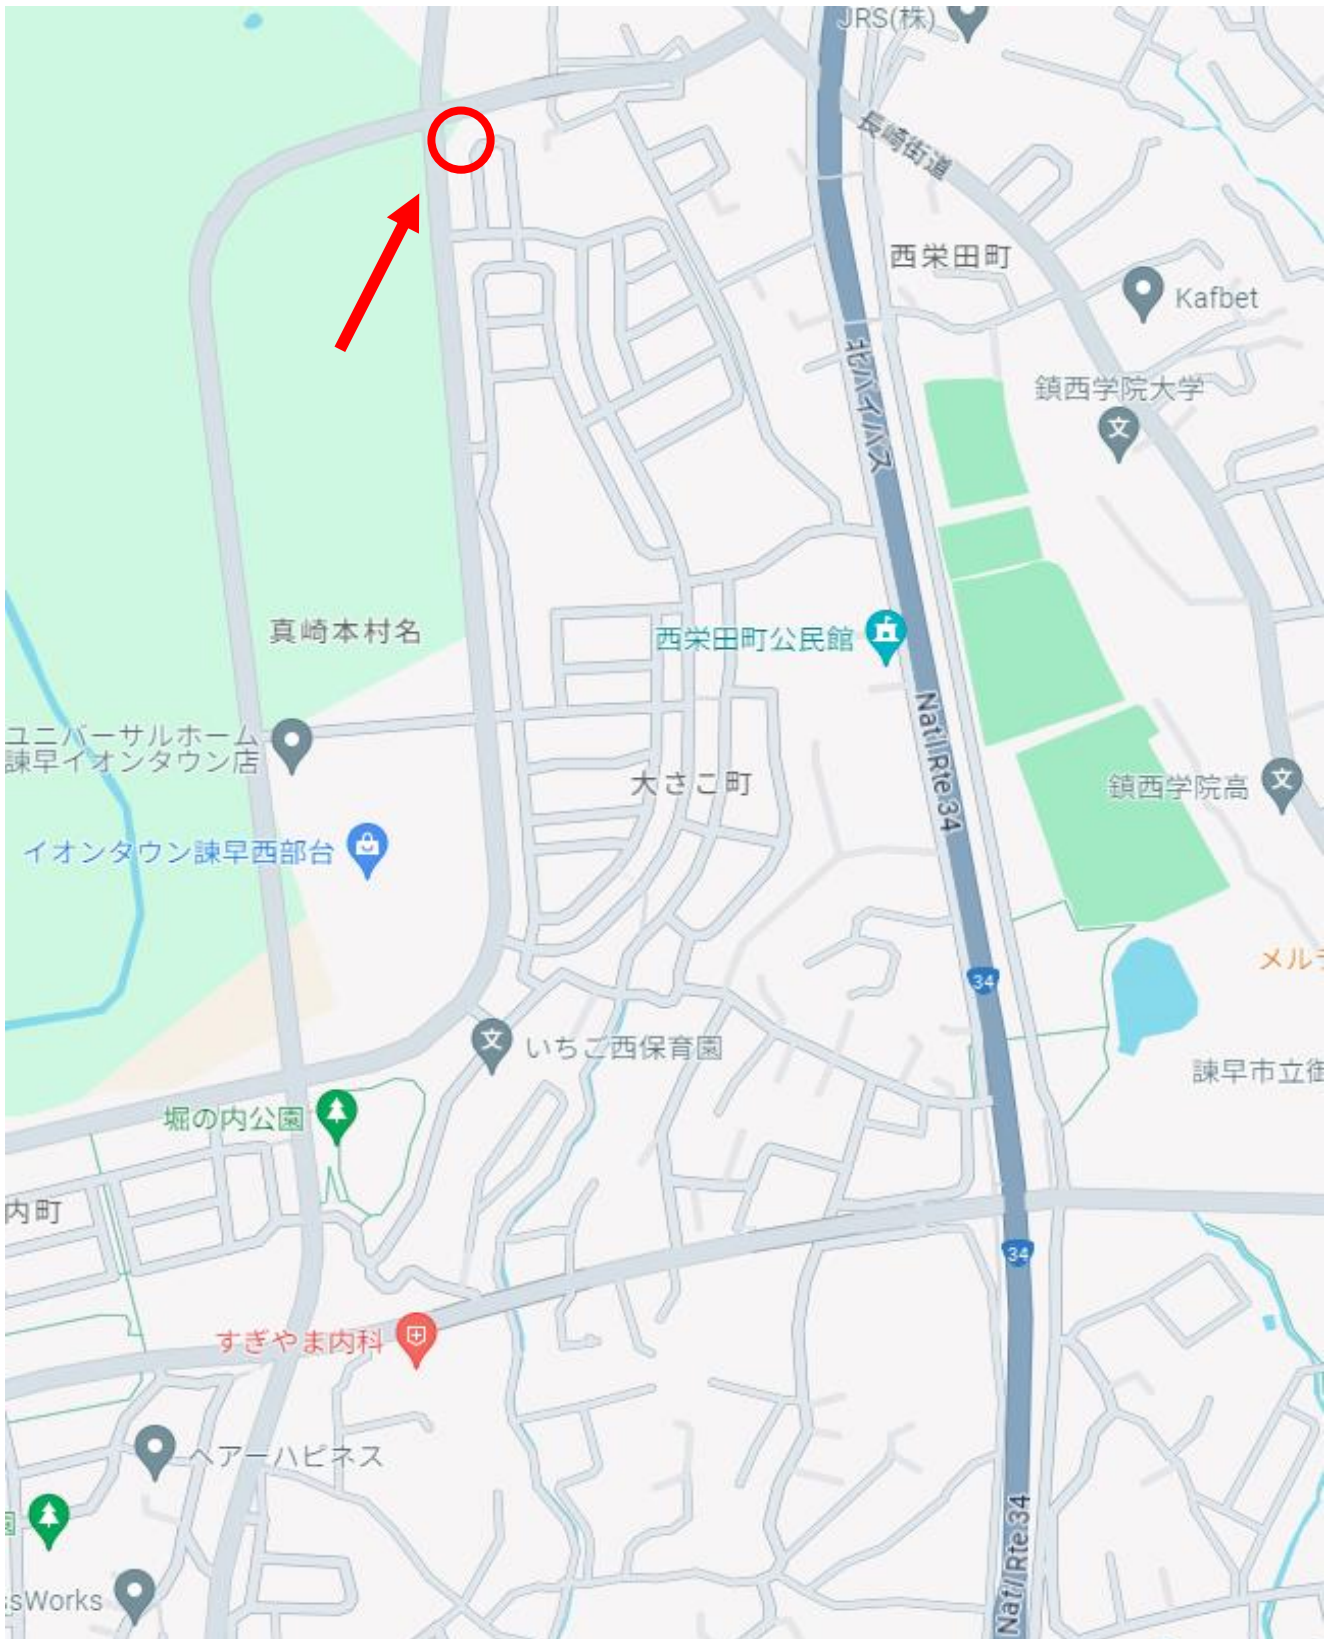 JRS(株)
長崎街道
西栄田町
Kafbet
北バイパス
鎮西学院大学
真崎本村名
西栄田町公民館
ユニバーサルホーム
諫早イオンタウン店
Nat'l Rte.34
大さこ町
鎮西学院高
イオンタウン諫早西部台
メル
34
いちご西保育園
諫早市立御
堀の内公園
内町
34
すぎやま内科
ヘアーハピネス
園
ssWorks
Nat'l Rte.34